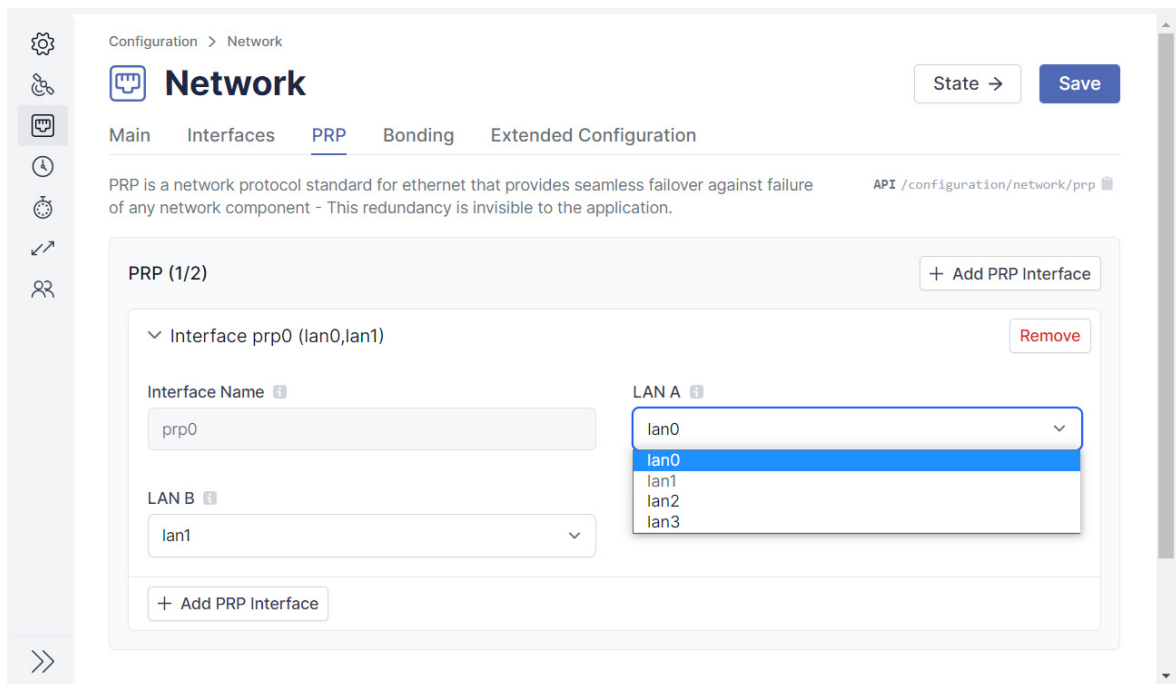 Configuration > Network
Network
State →
Save
Main Interfaces PRP Bonding Extended Configuration
PRP is a network protocol standard for ethernet that provides seamless failover against failure
of any network component - This redundancy is invisible to the application.
API /configuration/network/prp
PRP (1/2)
+ Add PRP Interface
Interface prp0 (lan0,lan1)
Remove
Interface Name
prp0
LAN A
lan0
lan0
lan1
lan2
lan3
LAN B
lan1
+ Add PRP Interface